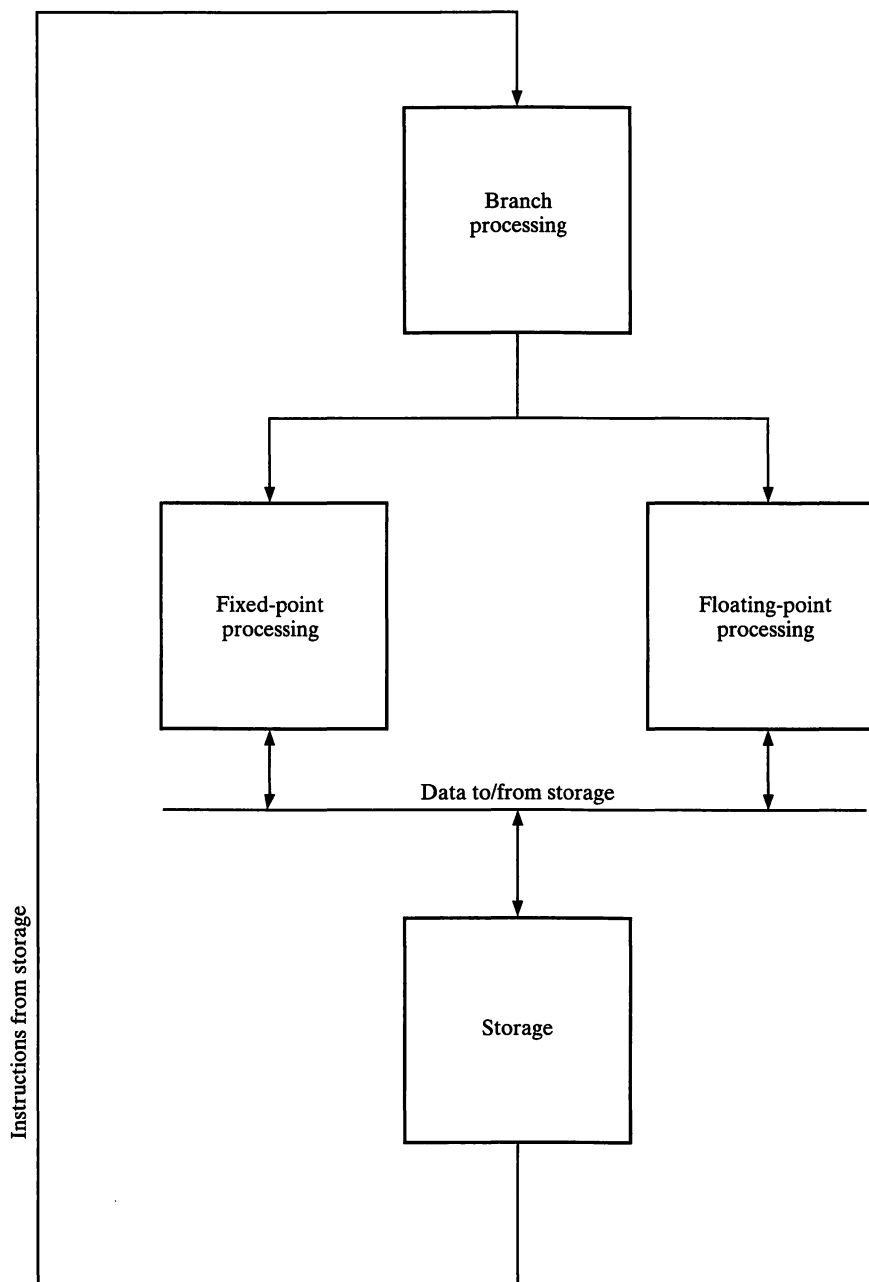 Branch
processing
Fixed-point
processing
Floating-point
processing
Data to/from storage
Instructions from storage
Storage